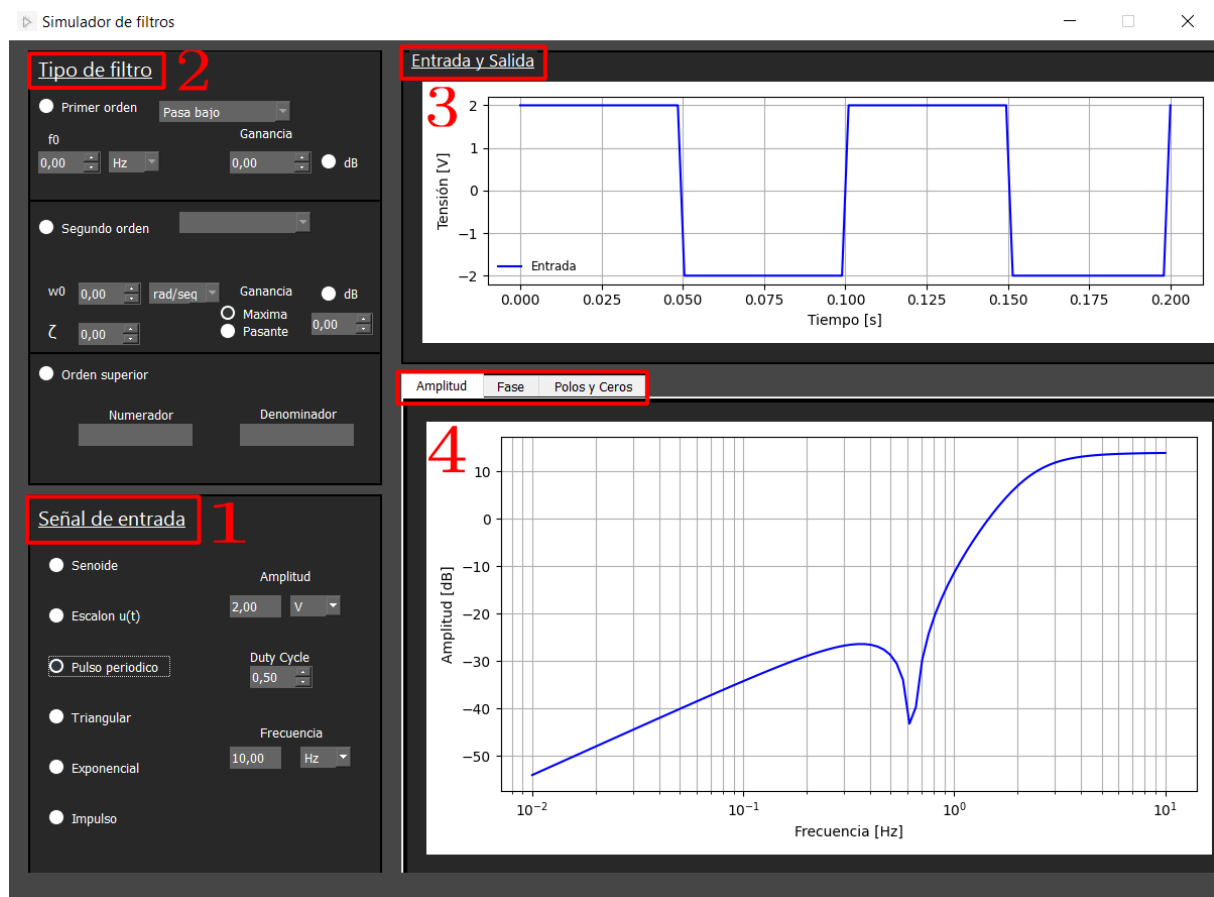 Simulador de filtros
Tipo de filtro 2
Primer orden Pasa bajo
f0 Ganancia
0,00 Hz 0,00 dB
Segundo orden
w0 0,00 rad/seg Ganancia dB
Maxima
ζ 0,00 Pasante 0,00
Orden superior
Numerador Denominador
Señal de entrada 1
Senoide
Amplitud
Escalon u(t) 2,00 V
Pulso periodico Duty Cycle
0,50
Triangular
Frecuencia
Exponencial 10,00 Hz
Impulso
Entrada y Salida
3
2
1
0
−1
−2
Tensión [V]
Entrada
0.000 0.025 0.050 0.075 0.100 0.125 0.150 0.175 0.200
Tiempo [s]
Amplitud Fase Polos y Ceros
4
10
0
−10
−20
−30
−40
−50
Amplitud [dB]
10⁻² 10⁻¹ 10⁰ 10¹
Frecuencia [Hz]